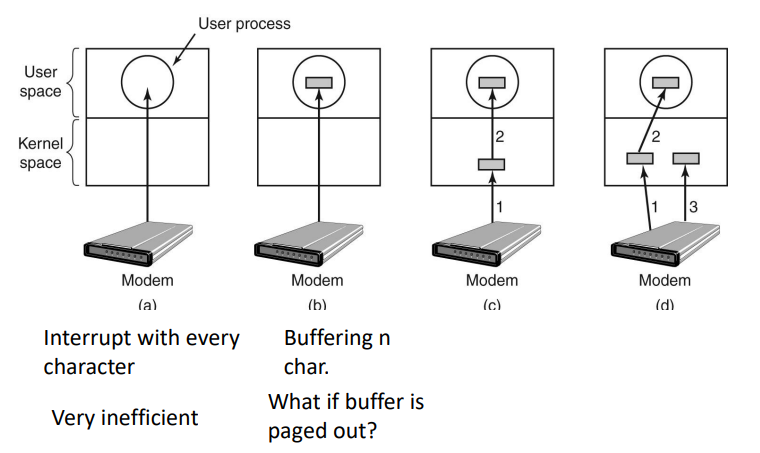 User process
User
space
Kernel
space
2
1
2
1
3
Modem
Modem
Modem
Modem
(a)
(b)
(c)
(d)
Interrupt with every
character
Very inefficient
Buffering n
char.
What if buffer is
paged out?